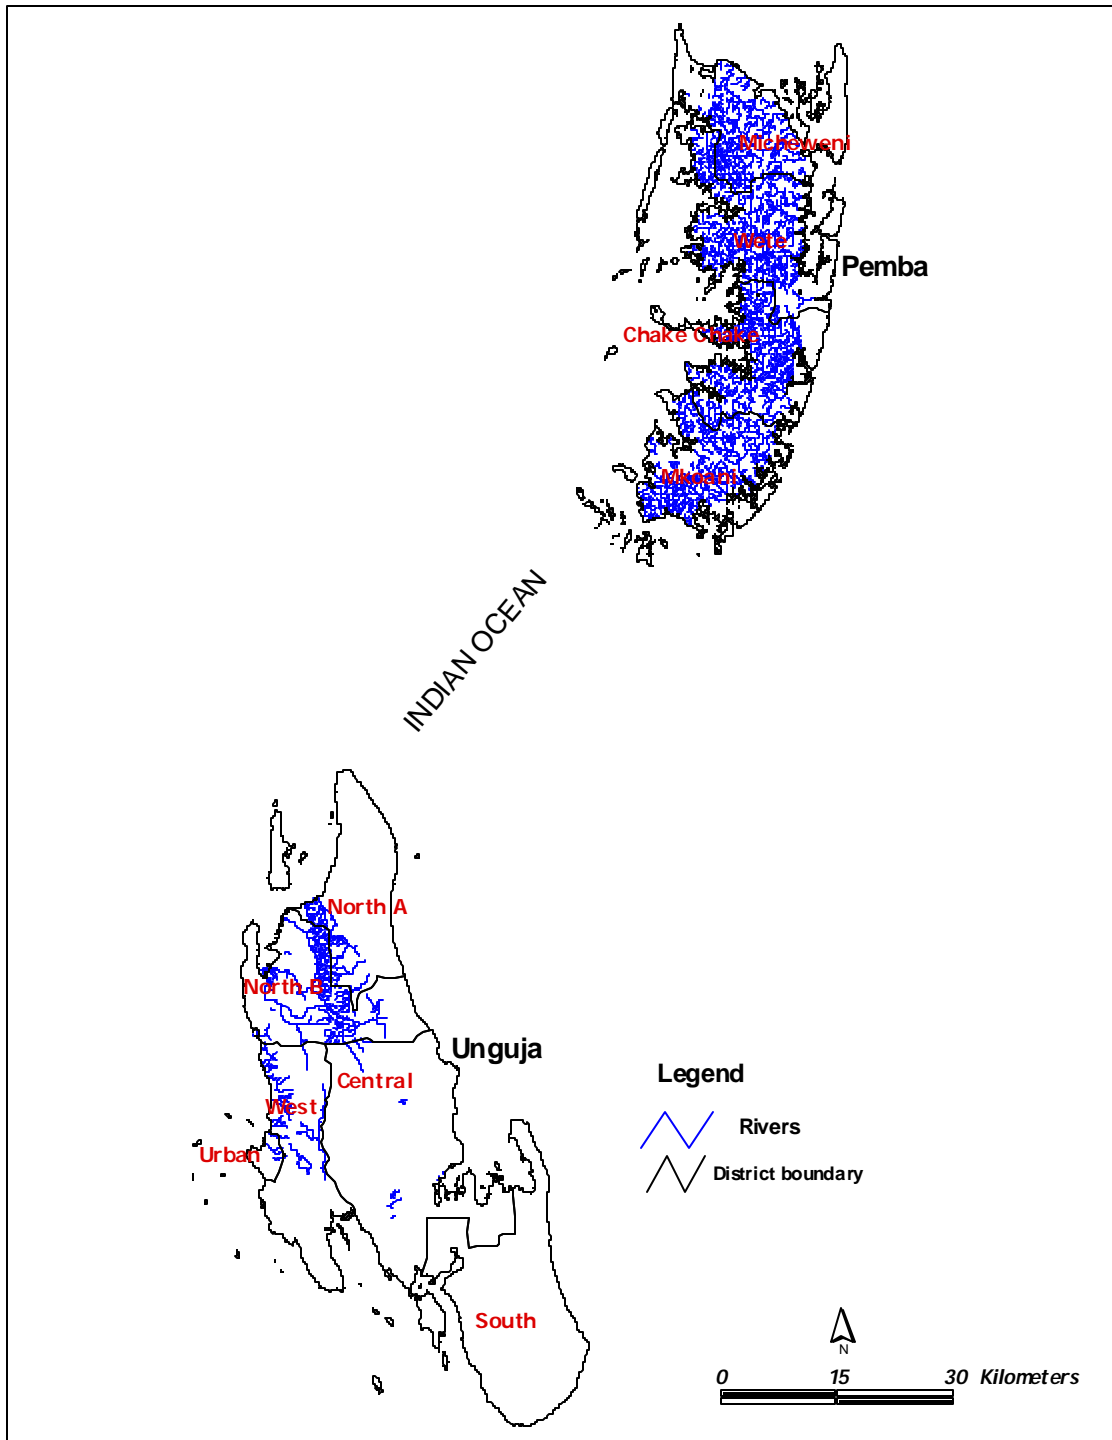 Micheweni
Wete
Pemba
Chake Chake
Mkoani
INDIAN OCEAN
North A
North B
Unguja
Central
West
Urban
South
Legend
Rivers
District boundary
N
0 15 30 Kilometers